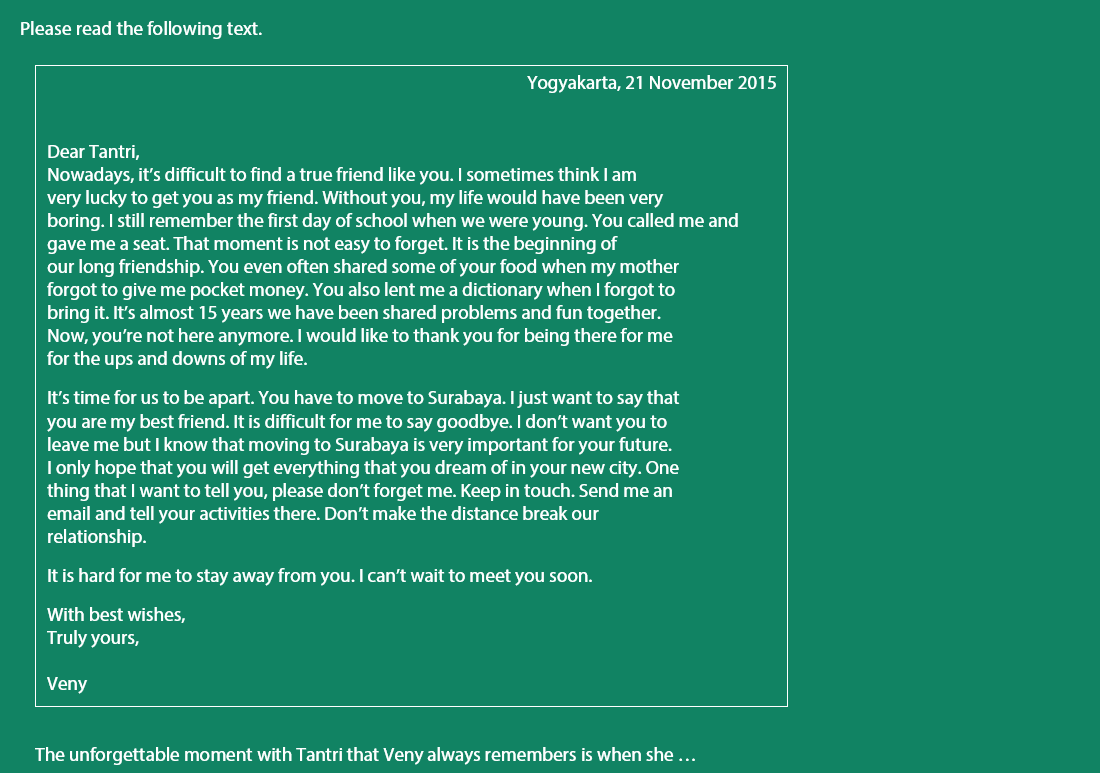 Please read the following text.
Yogyakarta, 21 November 2015
Dear Tantri,
Nowadays, it's difficult to find a true friend like you. I sometimes think I am
very lucky to get you as my friend. Without you, my life would have been very
boring. I still remember the first day of school when we were young. You called me and
gave me a seat. That moment is not easy to forget. It is the beginning of
our long friendship. You even often shared some of your food when my mother
forgot to give me pocket money. You also lent me a dictionary when I forgot to
bring it. It's almost 15 years we have been shared problems and fun together.
Now, you're not here anymore. I would like to thank you for being there for me
for the ups and downs of my life.
It's time for us to be apart. You have to move to Surabaya. I just want to say that
you are my best friend. It is difficult for me to say goodbye. I don't want you to
leave me but I know that moving to Surabaya is very important for your future.
I only hope that you will get everything that you dream of in your new city. One
thing that I want to tell you, please don't forget me. Keep in touch. Send me an
email and tell your activities there. Don't make the distance break our
relationship.
It is hard for me to stay away from you. I can't wait to meet you soon.
With best wishes,
Truly yours,
Veny
The unforgettable moment with Tantri that Veny always remembers is when she …